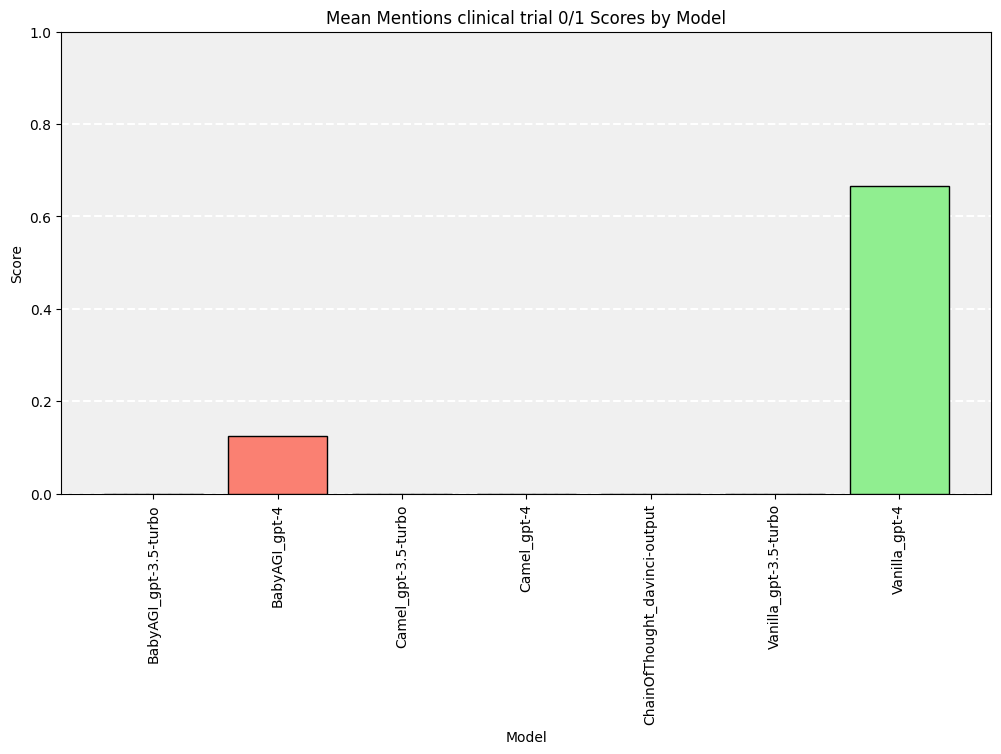 Mean Mentions clinical trial 0/1 Scores by Model
1.0
0.8
0.6
0.4
0.2
0.0
Score
BabyAGI_gpt-3.5-turbo
BabyAGI_gpt-4
Camel_gpt-3.5-turbo
Camel_gpt-4
ChainOfThought_davinci-output
Vanilla_gpt-3.5-turbo
Vanilla_gpt-4
Model